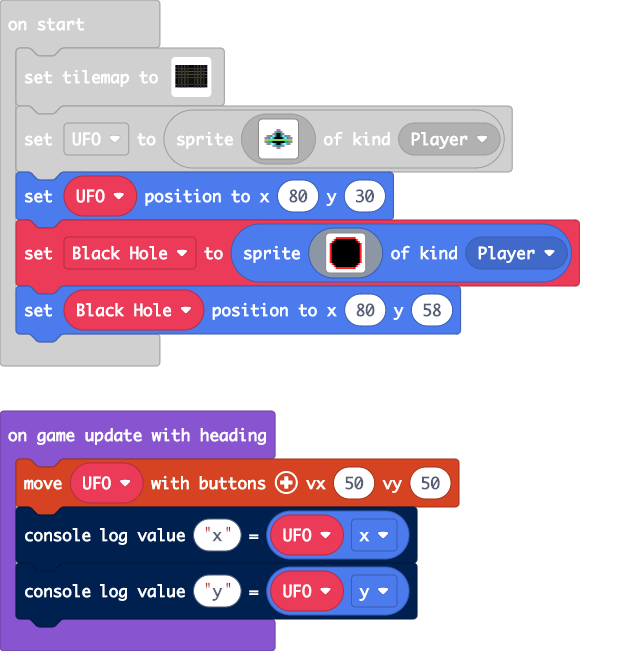 on start
set tilemap to
set UFO to sprite of kind Player
set UFO position to x 80 y 30
set Black Hole to sprite of kind Player
set Black Hole position to x 80 y 58
on game update with heading
move UFO with buttons vx 50 vy 50
console log value "x" = UFO x
console log value "y" = UFO y